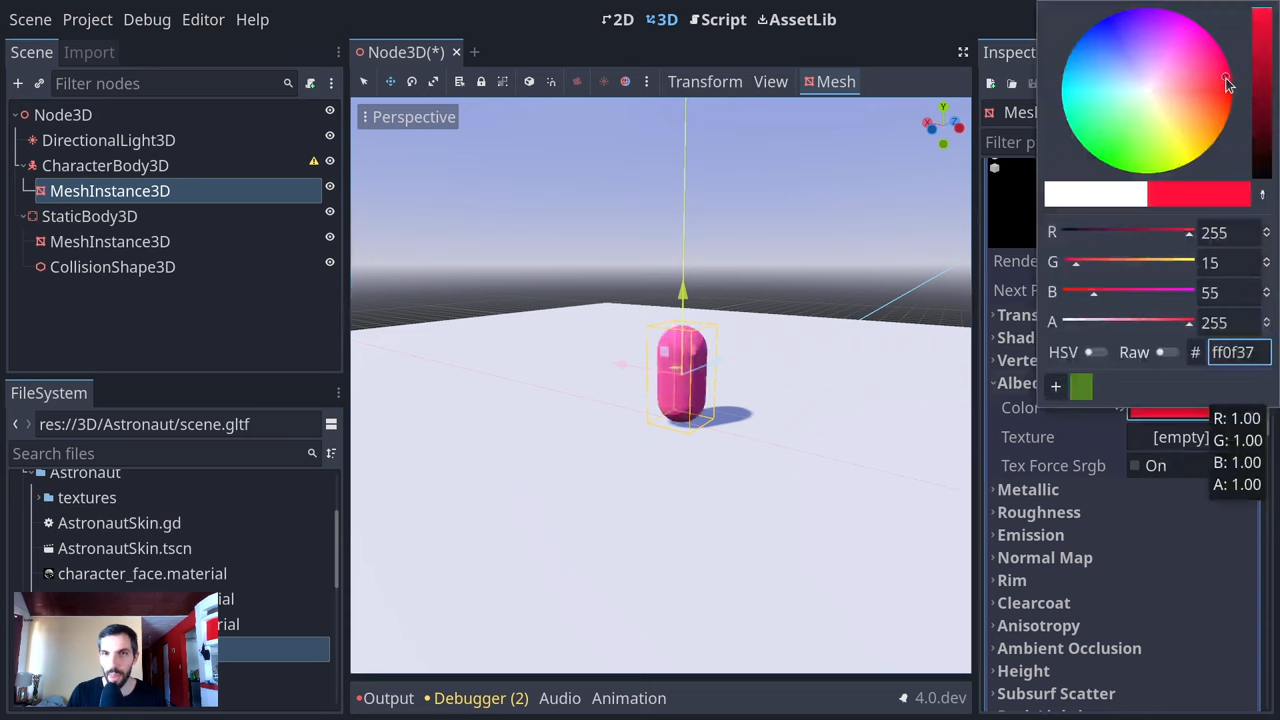 Scene Project Debug Editor Help
2D 3D Script AssetLib
Scene Import
Filter nodes
Node3D
DirectionalLight3D
CharacterBody3D
MeshInstance3D
StaticBody3D
MeshInstance3D
CollisionShape3D
FileSystem
res://3D/Astronaut/scene.gltf
Search files
Astronaut
textures
AstronautSkin.gd
AstronautSkin.tscn
character_face.material
ial
rial
Node3D(*)
Transform View Mesh
Perspective
X Y Z
Output Debugger (2) Audio Animation 4.0.dev
Inspect
Mesh
Filter p
Rende
Next P
Trans
Shad
Verte
Albed
Color
Texture [empty]
Tex Force Srgb On
Metallic
Roughness
Emission
Normal Map
Rim
Clearcoat
Anisotropy
Ambient Occlusion
Height
Subsurf Scatter
R 255
G 15
B 55
A 255
HSV Raw # ff0f37
R: 1.00
G: 1.00
B: 1.00
A: 1.00